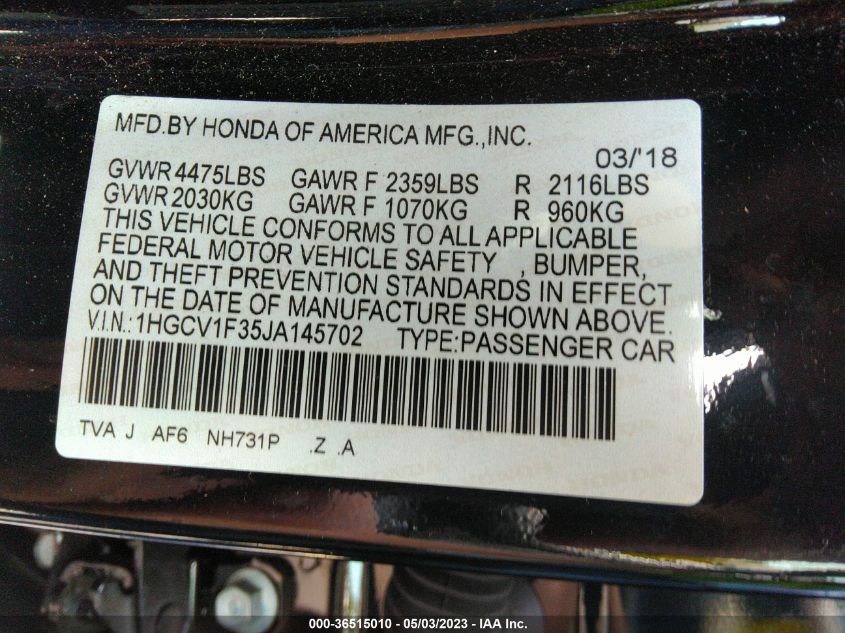 MFD.BY HONDA OF AMERICA MFG.,INC.
03/'18
GVWR 4475LBS GAWR F 2359LBS R 2116LBS
GVWR 2030KG GAWR F 1070KG R 960KG
THIS VEHICLE CONFORMS TO ALL APPLICABLE
FEDERAL MOTOR VEHICLE SAFETY , BUMPER,
AND THEFT PREVENTION STANDARDS IN EFFECT
ON THE DATE OF MANUFACTURE SHOWN ABOVE.
V.I.N.:1HGCV1F35JA145702 TYPE:PASSENGER CAR
TVA J AF6 NH731P .Z .A
000-36515010 - 05/03/2023 - IAA Inc.